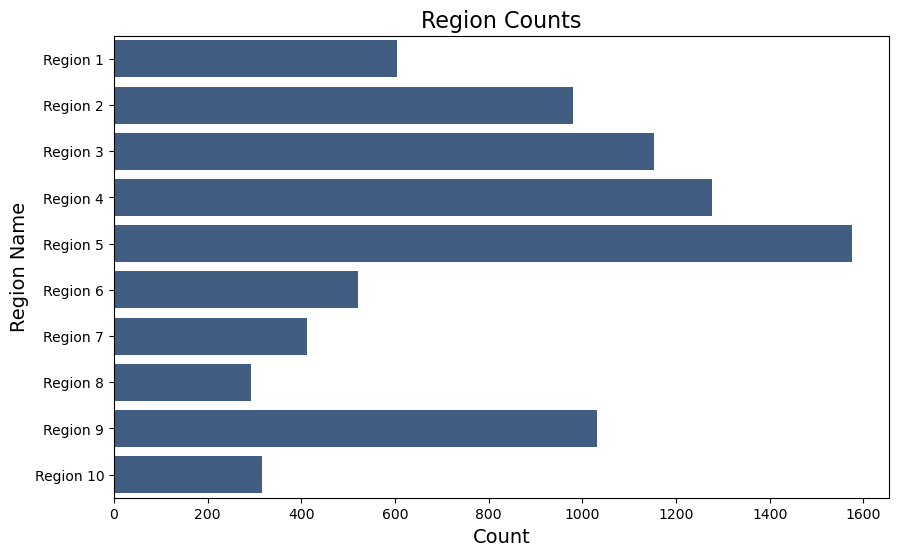 Region Counts
Region 1
Region 2
Region 3
Region 4
Region 5
Region 6
Region 7
Region 8
Region 9
Region 10
Region Name
0 200 400 600 800 1000 1200 1400 1600
Count